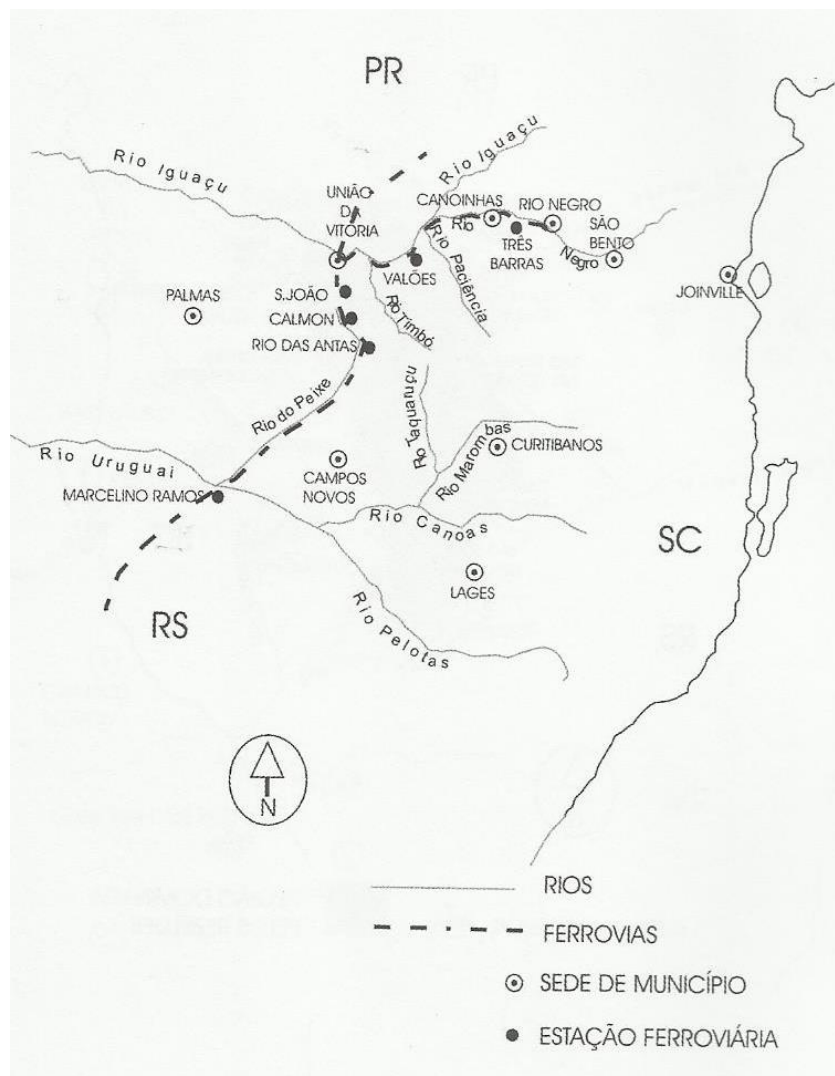 PR
Rio Iguaçu
Rio Iguaçu
UNIÃO
DA
VITÓRIA
CANOINHAS
RIO NEGRO
Rio
Negro
SÃO
BENTO
TRÊS
BARRAS
VALÕES
Rio Paciência
Rio Timbó
JOINVILLE
PALMAS
S.JOÃO
CALMON
RIO DAS ANTAS
Rio do Peixe
Rio Taquaruçu
Rio Marombas
CURITIBANOS
Rio Uruguai
MARCELINO RAMOS
CAMPOS
NOVOS
Rio Canoas
SC
LAGES
RS
Rio Pelotas
N
RIOS
FERROVIAS
SEDE DE MUNICÍPIO
ESTAÇÃO FERROVIÁRIA